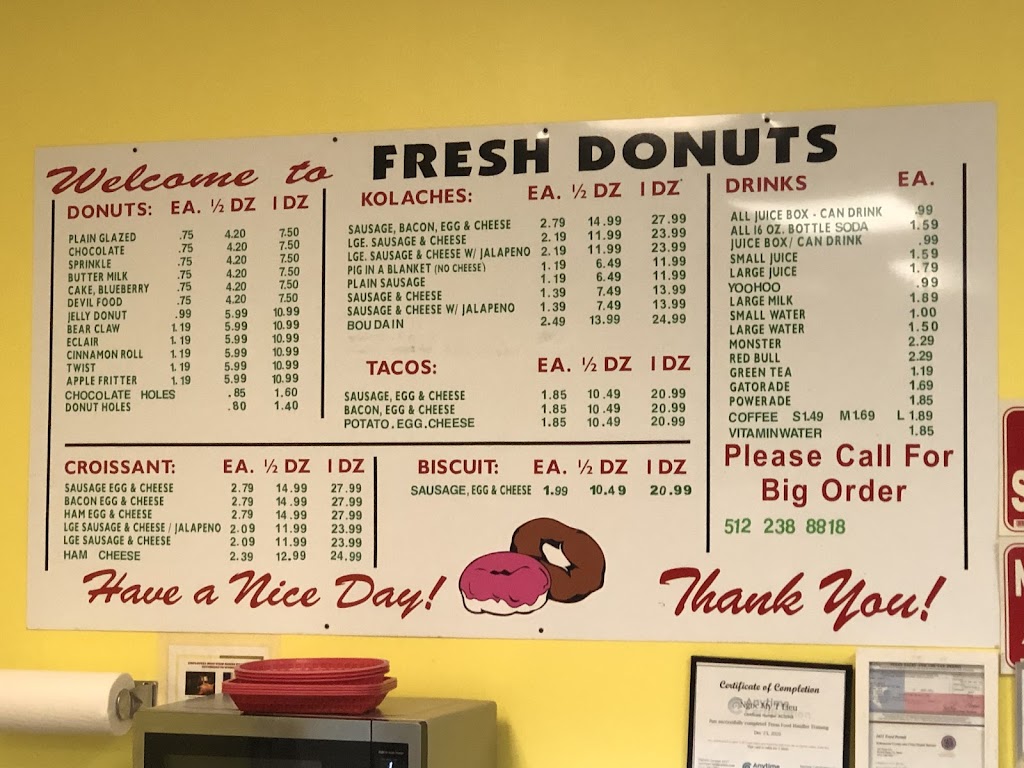 Welcome to FRESH DONUTS
DONUTS: EA. ½ DZ 1 DZ
PLAIN GLAZED .75 4.20 7.50
CHOCOLATE .75 4.20 7.50
SPRINKLE .75 4.20 7.50
BUTTER MILK .75 4.20 7.50
CAKE, BLUEBERRY .75 4.20 7.50
DEVIL FOOD .75 4.20 7.50
JELLY DONUT .99 5.99 10.99
BEAR CLAW 1.19 5.99 10.99
ECLAIR 1.19 5.99 10.99
CINNAMON ROLL 1.19 5.99 10.99
TWIST 1.19 5.99 10.99
APPLE FRITTER 1.19 5.99 10.99
CHOCOLATE HOLES .85 1.60
DONUT HOLES .80 1.40
KOLACHES: EA. ½ DZ 1 DZ
SAUSAGE, BACON, EGG & CHEESE 2.79 14.99 27.99
LGE. SAUSAGE & CHEESE 2.19 11.99 23.99
LGE. SAUSAGE & CHEESE W/ JALAPENO 2.19 11.99 23.99
PIG IN A BLANKET (NO CHEESE) 1.19 6.49 11.99
PLAIN SAUSAGE 1.19 6.49 11.99
SAUSAGE & CHEESE 1.39 7.49 13.99
SAUSAGE & CHEESE W/ JALAPENO 1.39 7.49 13.99
BOUDAIN 2.49 13.99 24.99
TACOS: EA. ½ DZ 1 DZ
SAUSAGE, EGG & CHEESE 1.85 10.49 20.99
BACON, EGG & CHEESE 1.85 10.49 20.99
POTATO.EGG.CHEESE 1.85 10.49 20.99
DRINKS EA.
ALL JUICE BOX - CAN DRINK .99
ALL 16 OZ. BOTTLE SODA 1.59
JUICE BOX/ CAN DRINK .99
SMALL JUICE 1.59
LARGE JUICE 1.79
YOOHOO .99
LARGE MILK 1.69
SMALL WATER 1.00
LARGE WATER 1.50
MONSTER 2.29
RED BULL 2.29
GREEN TEA 1.19
GATORADE 1.69
POWERADE 1.85
COFFEE S 1.49 M 1.69 L 1.89
VITAMINWATER 1.85
Please Call For
Big Order
512 238 8818
CROISSANT: EA. ½ DZ 1 DZ
SAUSAGE EGG & CHEESE 2.79 14.99 27.99
BACON EGG & CHEESE 2.79 14.99 27.99
HAM EGG & CHEESE 2.79 14.99 27.99
LGE SAUSAGE & CHEESE / JALAPENO 2.09 11.99 23.99
LGE SAUSAGE & CHEESE 2.09 11.99 23.99
HAM CHEESE 2.39 12.99 24.99
BISCUIT: EA. ½ DZ 1 DZ
SAUSAGE, EGG & CHEESE 1.99 10.49 20.99
Have a Nice Day!
Thank You!
Certificate of Completion
Anytime